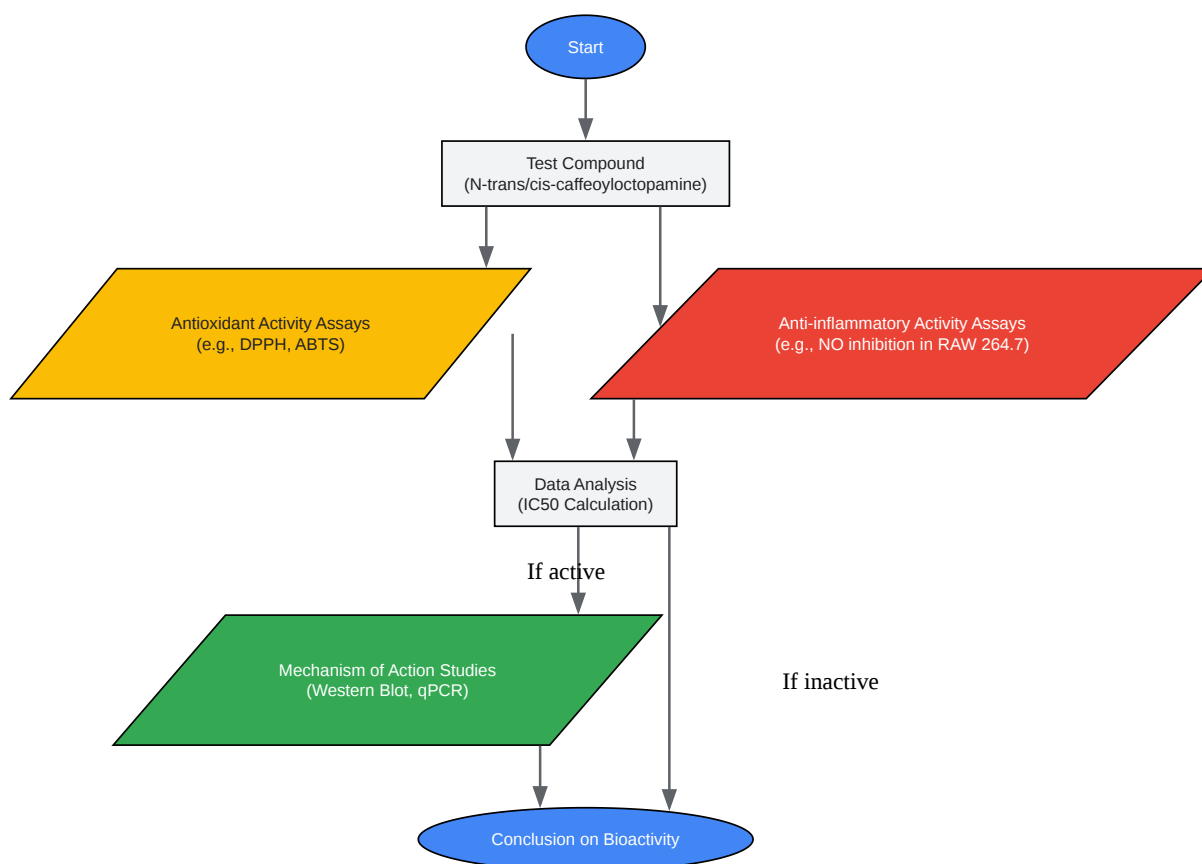 Start
Test Compound
(N-trans/cis-caffeoyloctopamine)
Antioxidant Activity Assays
(e.g., DPPH, ABTS)
Anti-inflammatory Activity Assays
(e.g., NO inhibition in RAW 264.7)
Data Analysis
(IC50 Calculation)
If active
Mechanism of Action Studies
(Western Blot, qPCR)
If inactive
Conclusion on Bioactivity